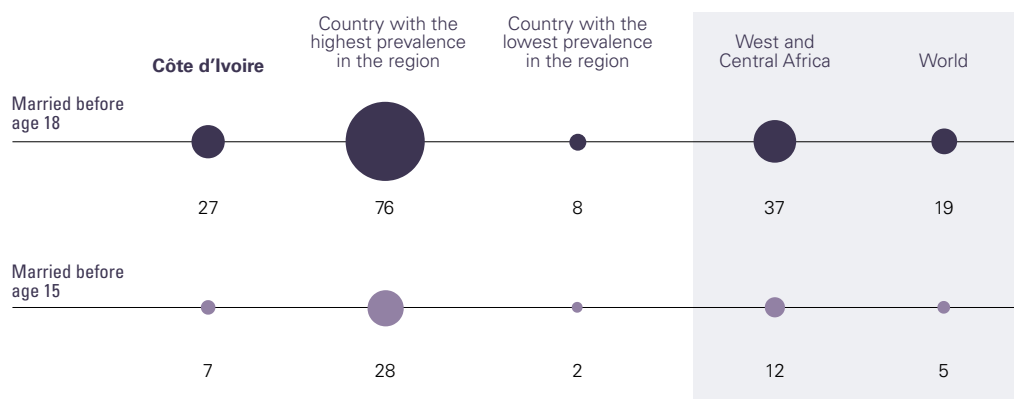 Côte d’Ivoire
Country with the
highest prevalence
in the region
Country with the
lowest prevalence
in the region
West and
Central Africa
World
Married before
age 18
27
76
8
37
19
Married before
age 15
7
28
2
12
5